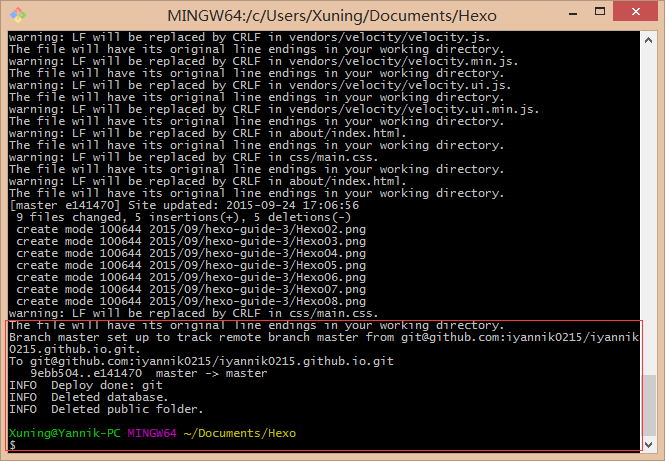 MINGW64:/c/Users/Xuning/Documents/Hexo
warning: LF will be replaced by CRLF in vendors/velocity/velocity.js.
The file will have its original line endings in your working directory.
warning: LF will be replaced by CRLF in vendors/velocity/velocity.min.js.
The file will have its original line endings in your working directory.
warning: LF will be replaced by CRLF in vendors/velocity/velocity.ui.js.
The file will have its original line endings in your working directory.
warning: LF will be replaced by CRLF in vendors/velocity/velocity.ui.min.js.
The file will have its original line endings in your working directory.
warning: LF will be replaced by CRLF in about/index.html.
The file will have its original line endings in your working directory.
warning: LF will be replaced by CRLF in css/main.css.
The file will have its original line endings in your working directory.
warning: LF will be replaced by CRLF in about/index.html.
The file will have its original line endings in your working directory.
[master e141470] Site updated: 2015-09-24 17:06:56
9 files changed, 5 insertions(+), 5 deletions(-)
create mode 100644 2015/09/hexo-guide-3/Hexo02.png
create mode 100644 2015/09/hexo-guide-3/Hexo03.png
create mode 100644 2015/09/hexo-guide-3/Hexo04.png
create mode 100644 2015/09/hexo-guide-3/Hexo05.png
create mode 100644 2015/09/hexo-guide-3/Hexo06.png
create mode 100644 2015/09/hexo-guide-3/Hexo07.png
create mode 100644 2015/09/hexo-guide-3/Hexo08.png
warning: LF will be replaced by CRLF in css/main.css.
The file will have its original line endings in your working directory.
Branch master set up to track remote branch master from git@github.com:iyannik0215/iyannik
0215.github.io.git.
To git@github.com:iyannik0215/iyannik0215.github.io.git
9ebb504..e141470  master -> master
INFO  Deploy done: git
INFO  Deleted database.
INFO  Deleted public folder.
Xuning@Yannik-PC MINGW64 ~/Documents/Hexo
$